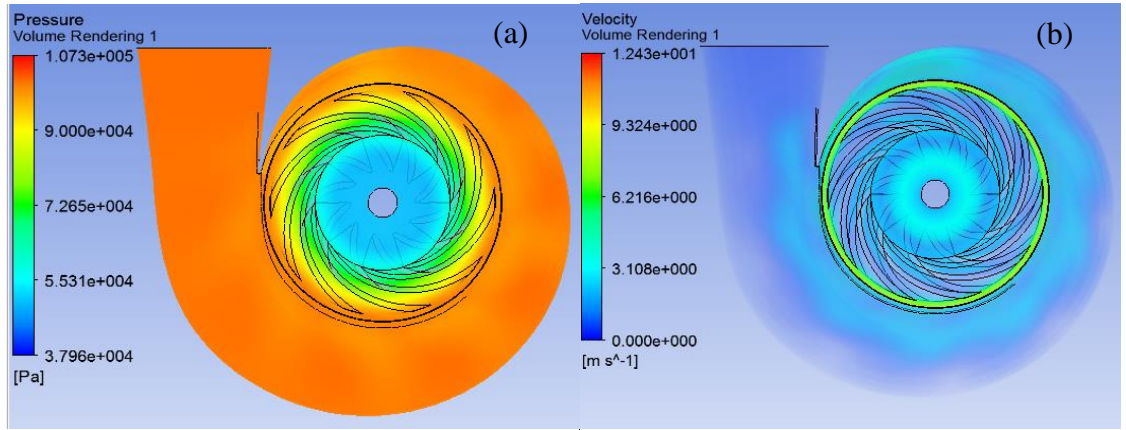 Pressure
Volume Rendering 1
(a)
1.073e+005
9.000e+004
7.265e+004
5.531e+004
3.796e+004
[Pa]
Velocity
Volume Rendering 1
(b)
1.243e+001
9.324e+000
6.216e+000
3.108e+000
0.000e+000
[m s^-1]